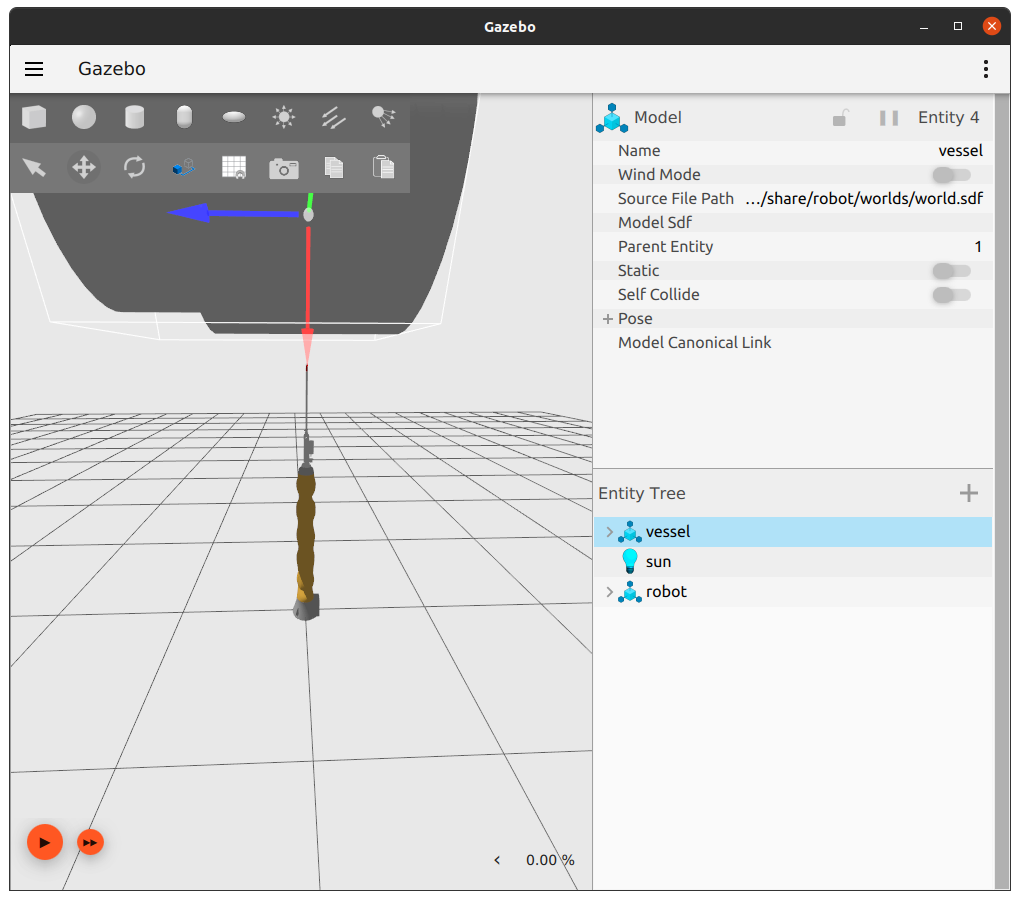 Gazebo
Gazebo
Model Entity 4
Name vessel
Wind Mode
Source File Path .../share/robot/worlds/world.sdf
Model Sdf
Parent Entity 1
Static
Self Collide
Pose
Model Canonical Link
Entity Tree
vessel
sun
robot
0.00 %